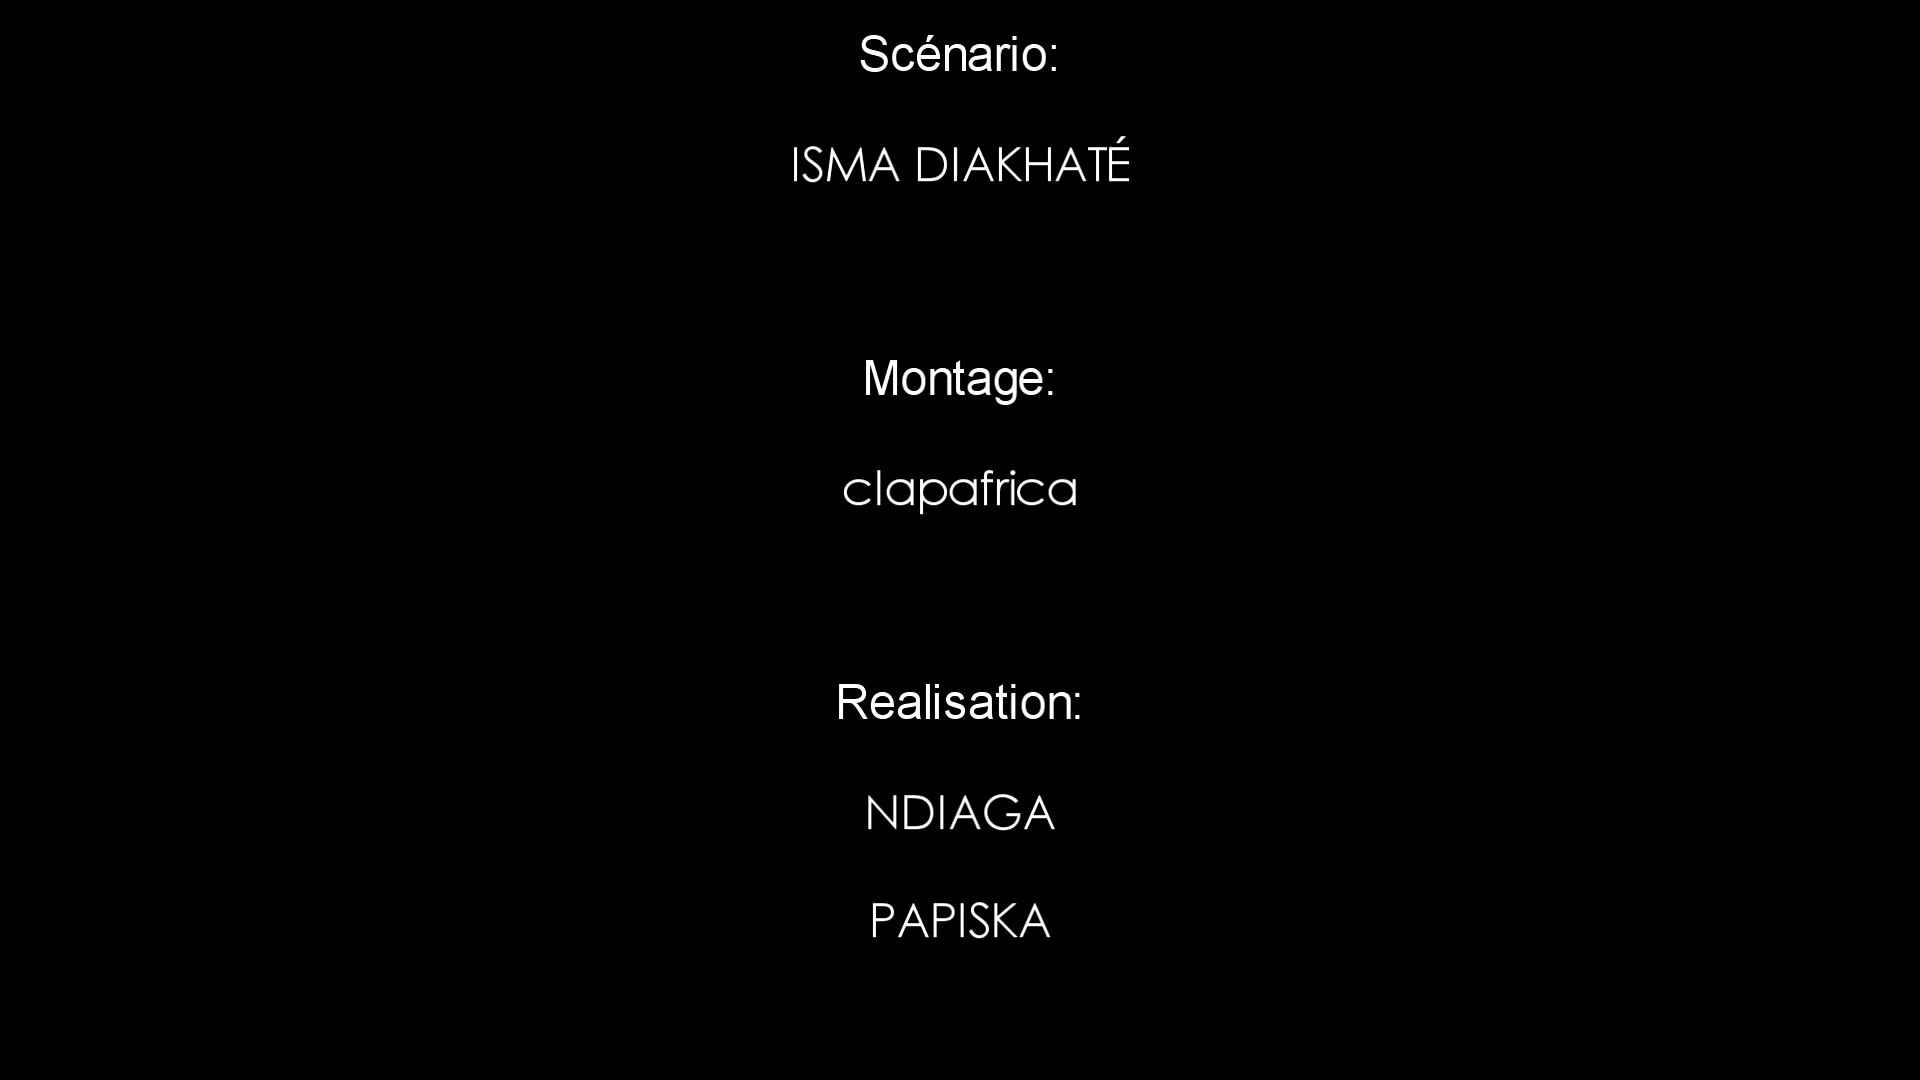 Scénario:
ISMA DIAKHATÉ
Montage:
clapafrica
Realisation:
NDIAGA
PAPISKA